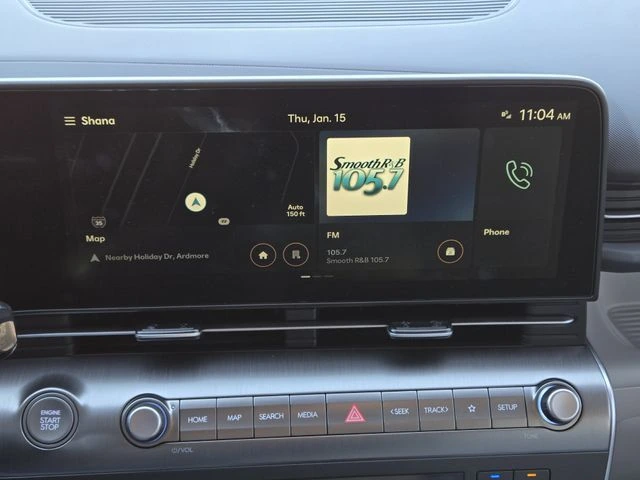 Shana
Thu, Jan. 15
11:04 AM
Holiday Dr
Auto
150 ft
35
Map
Nearby Holiday Dr, Ardmore
Smooth R&B
105.7
FM
105.7
Smooth R&B 105.7
Phone
ENGINE
START
STOP
HOME
MAP
SEARCH
MEDIA
<SEEK
TRACK>
SETUP
/VOL
TUNE